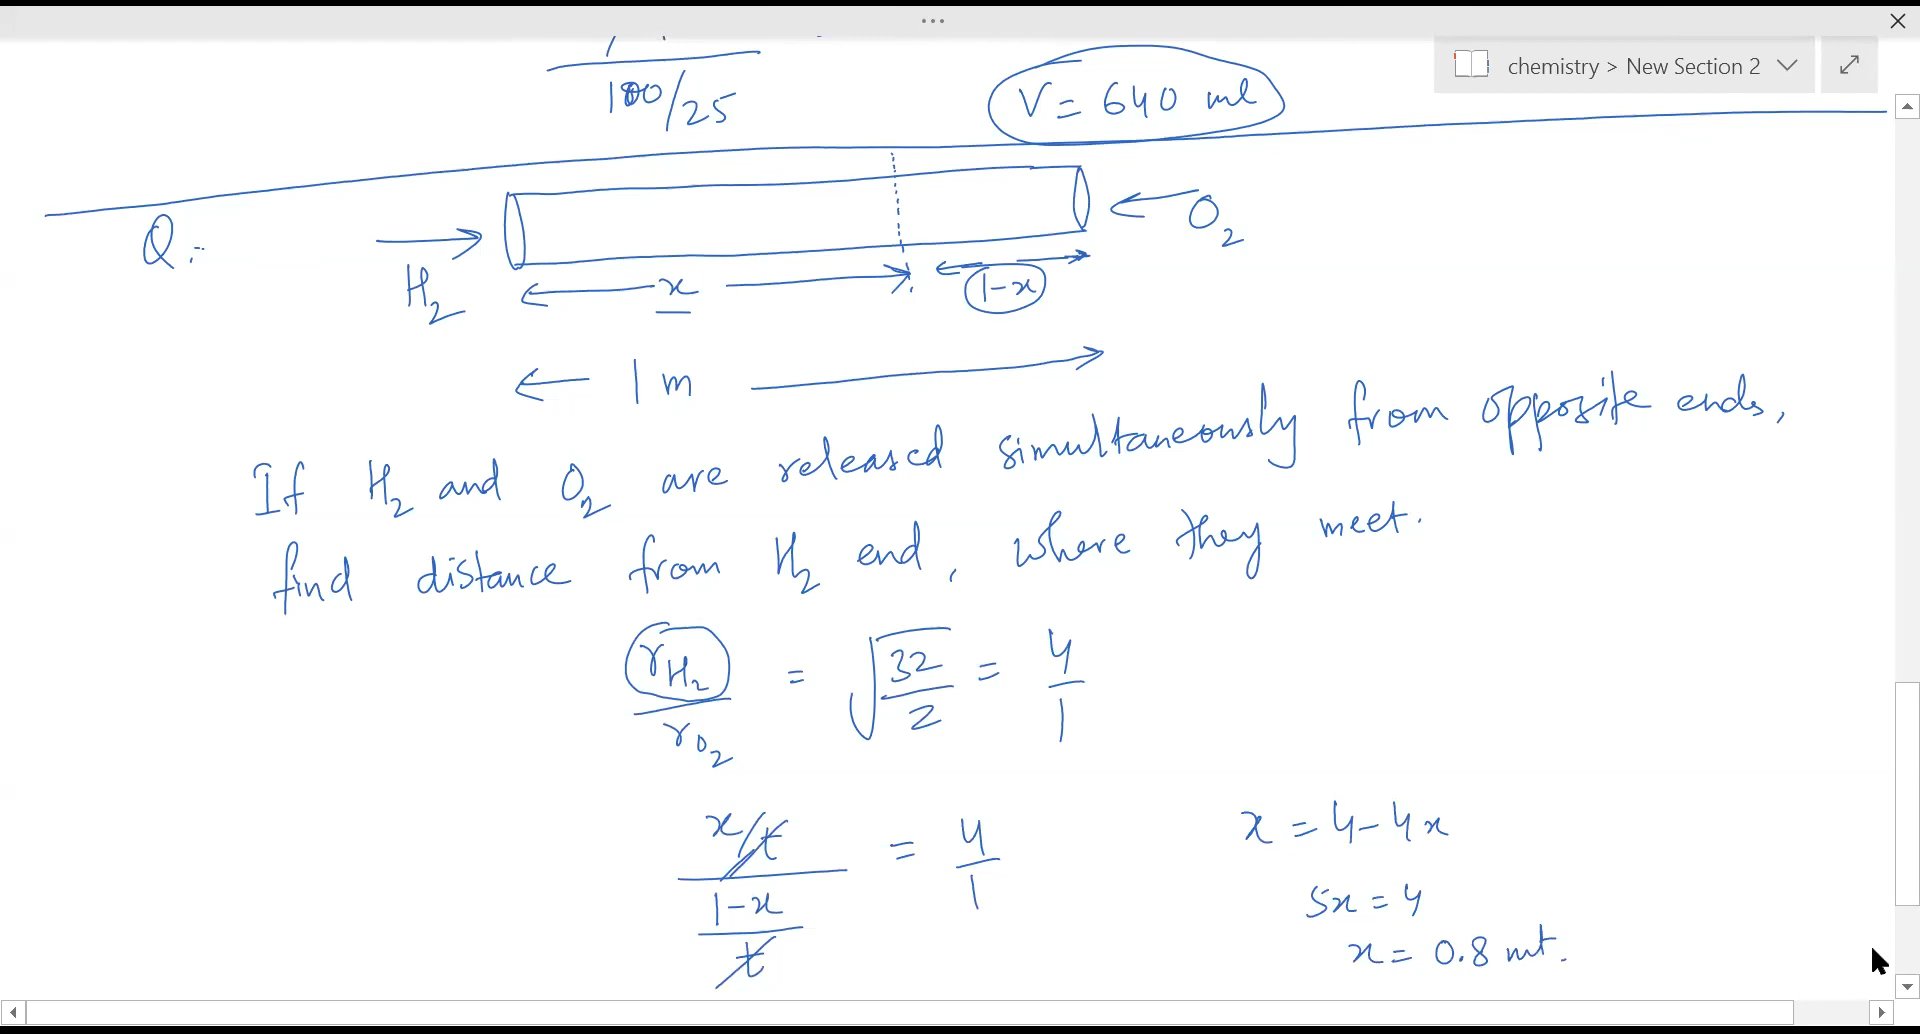 chemistry > New Section 2
100/25
V = 640 ml
Q:
H2
O2
x
1-x
1 m
If H2 and O2 are released simultaneously from opposite ends,
find distance from H2 end, where they meet.
rH2 / rO2 = √32/2 = 4/1
x/t / 1-x/t = 4/1
x = 4-4x
5x = 4
x = 0.8 mt.